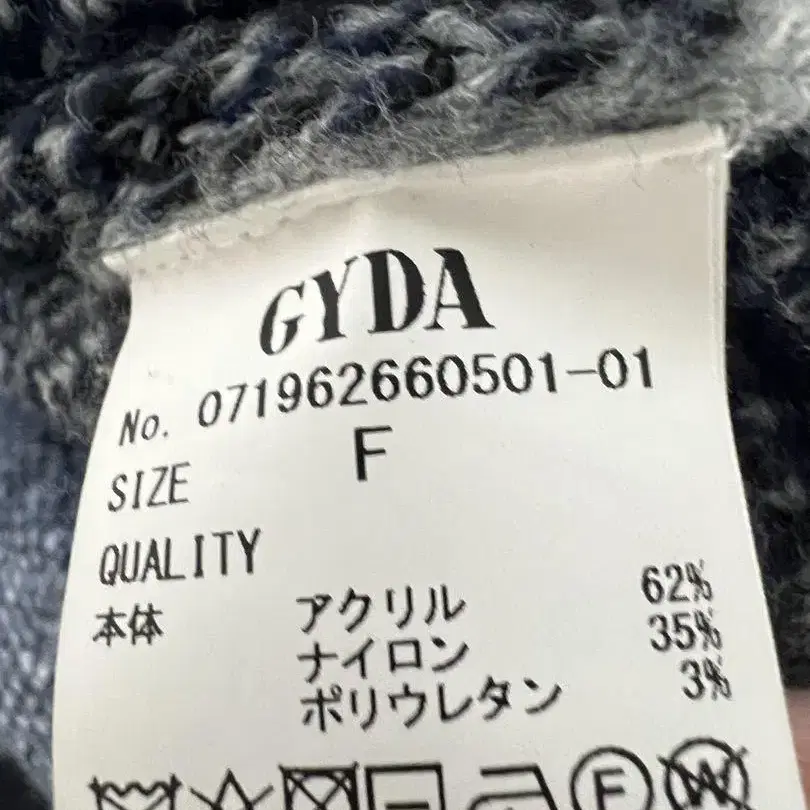 GYDA
No. 071962660501-01
SIZE F
QUALITY
本体 アクリル 62%
ナイロン 35%
ポリウレタン 3%
F
W